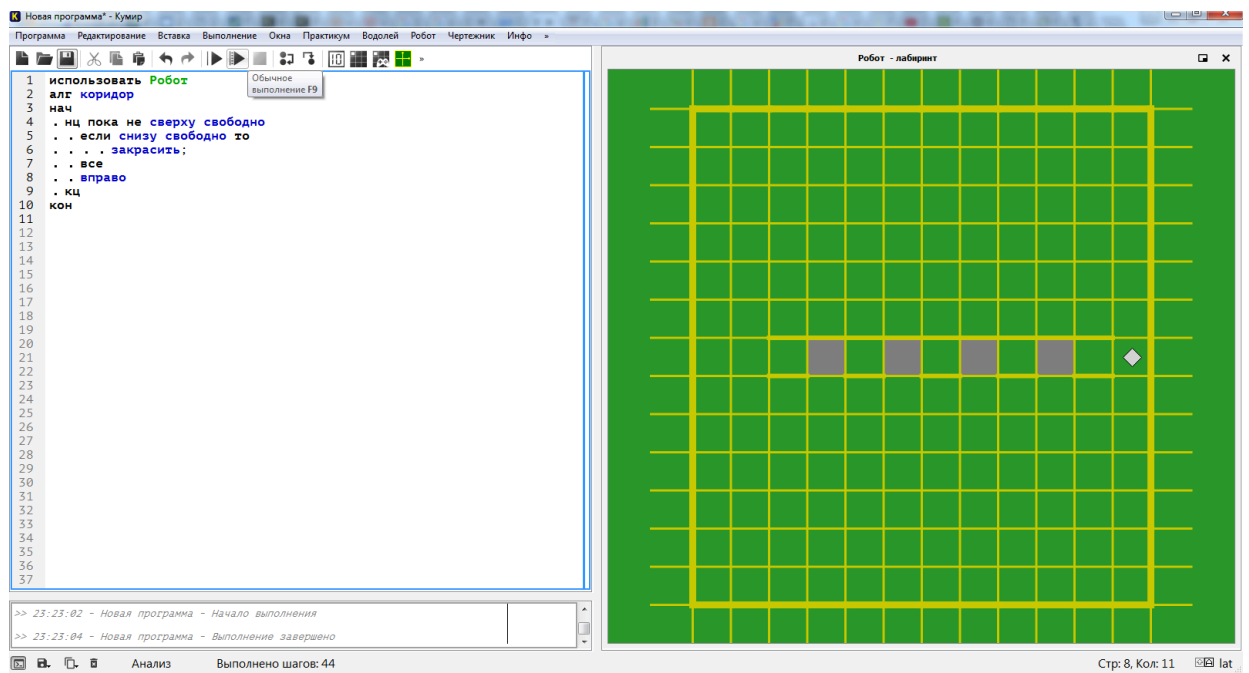 Новая программа* - Кумир
Программа Редактирование Вставка Выполнение Окна Практикум Водолей Робот Чертежник Инфо »
»
Обычное
выполнение F9
1 использовать Робот
2 алг коридор
3 нач
4 . нц пока не сверху свободно
5 . . если снизу свободно то
6 . . . . закрасить;
7 . . все
8 . . вправо
9 . кц
10 кон
11
12
13
14
15
16
17
18
19
20
21
22
23
24
25
26
27
28
29
30
31
32
33
34
35
36
37
Робот - лабиринт
>> 23:23:02 - Новая программа - Начало выполнения
>> 23:23:04 - Новая программа - Выполнение завершено
Анализ Выполнено шагов: 44 Стр: 8, Кол: 11 lat